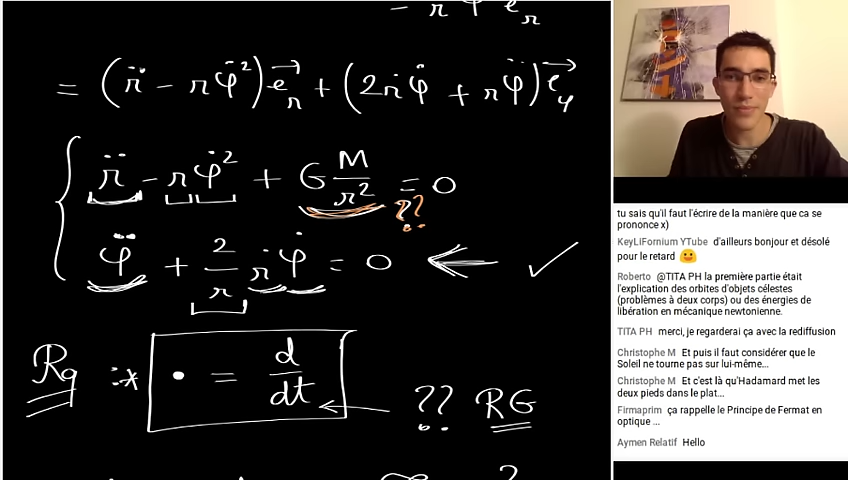 - r φ̇ e_r
= (r̈ - rφ̇²)e⃗_r + (2ṙφ̇ + rφ̈)e⃗_φ
r̈ - rφ̇² + G M/r² = 0
??
φ̈ + 2/r ṙφ̇ = 0 ✓
Rq : * • = d/dt
?? RG
?
tu sais qu'il faut l'écrire de la manière que ca se
prononce x)
KeyLiFornium YTube d'ailleurs bonjour et désolé
pour le retard 😀
Roberto @TITA PH la première partie était
l'explication des orbites d'objets célestes
(problèmes à deux corps) ou des énergies de
libération en mécanique newtonienne.
TITA PH merci, je regarderai ça avec la rediffusion
Christophe M Et puis il faut considérer que le
Soleil ne tourne pas sur lui-même...
Christophe M Et c'est là qu'Hadamard met les
deux pieds dans le plat...
Firmaprim ça rappelle le Principe de Fermat en
optique ...
Aymen Relatif Hello